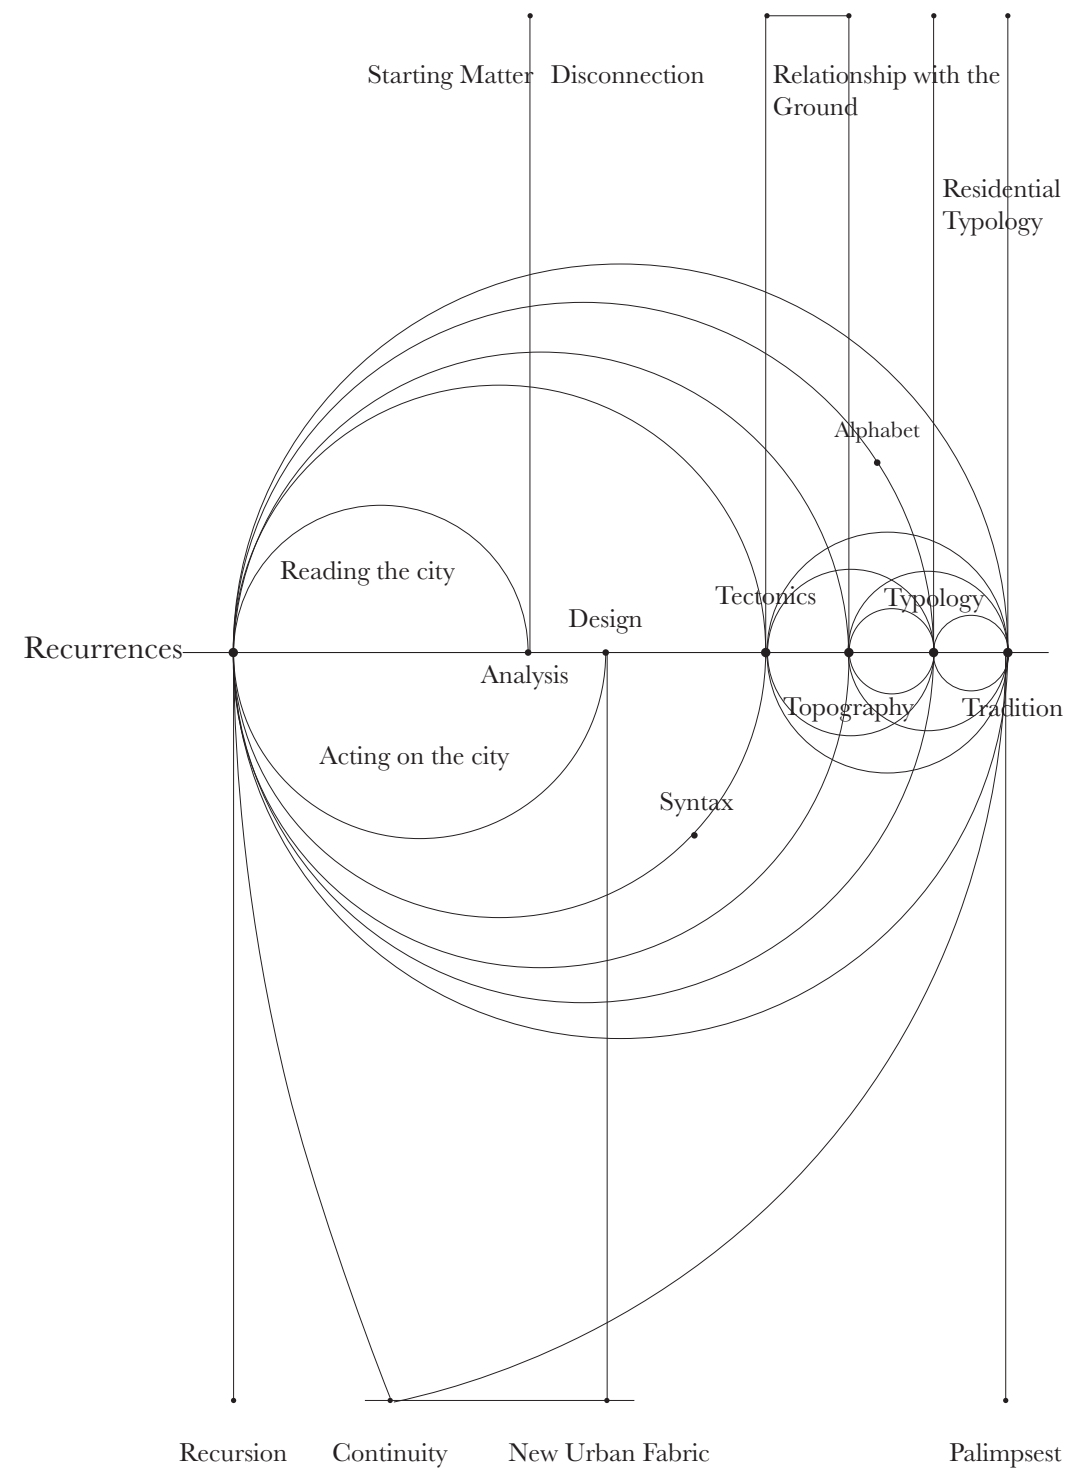 Starting Matter
Disconnection
Relationship with the
Ground
Residential
Typology
Alphabet
Reading the city
Tectonics
Typology
Design
Recurrences
Analysis
Topography
Tradition
Acting on the city
Syntax
Recursion
Continuity
New Urban Fabric
Palimpsest